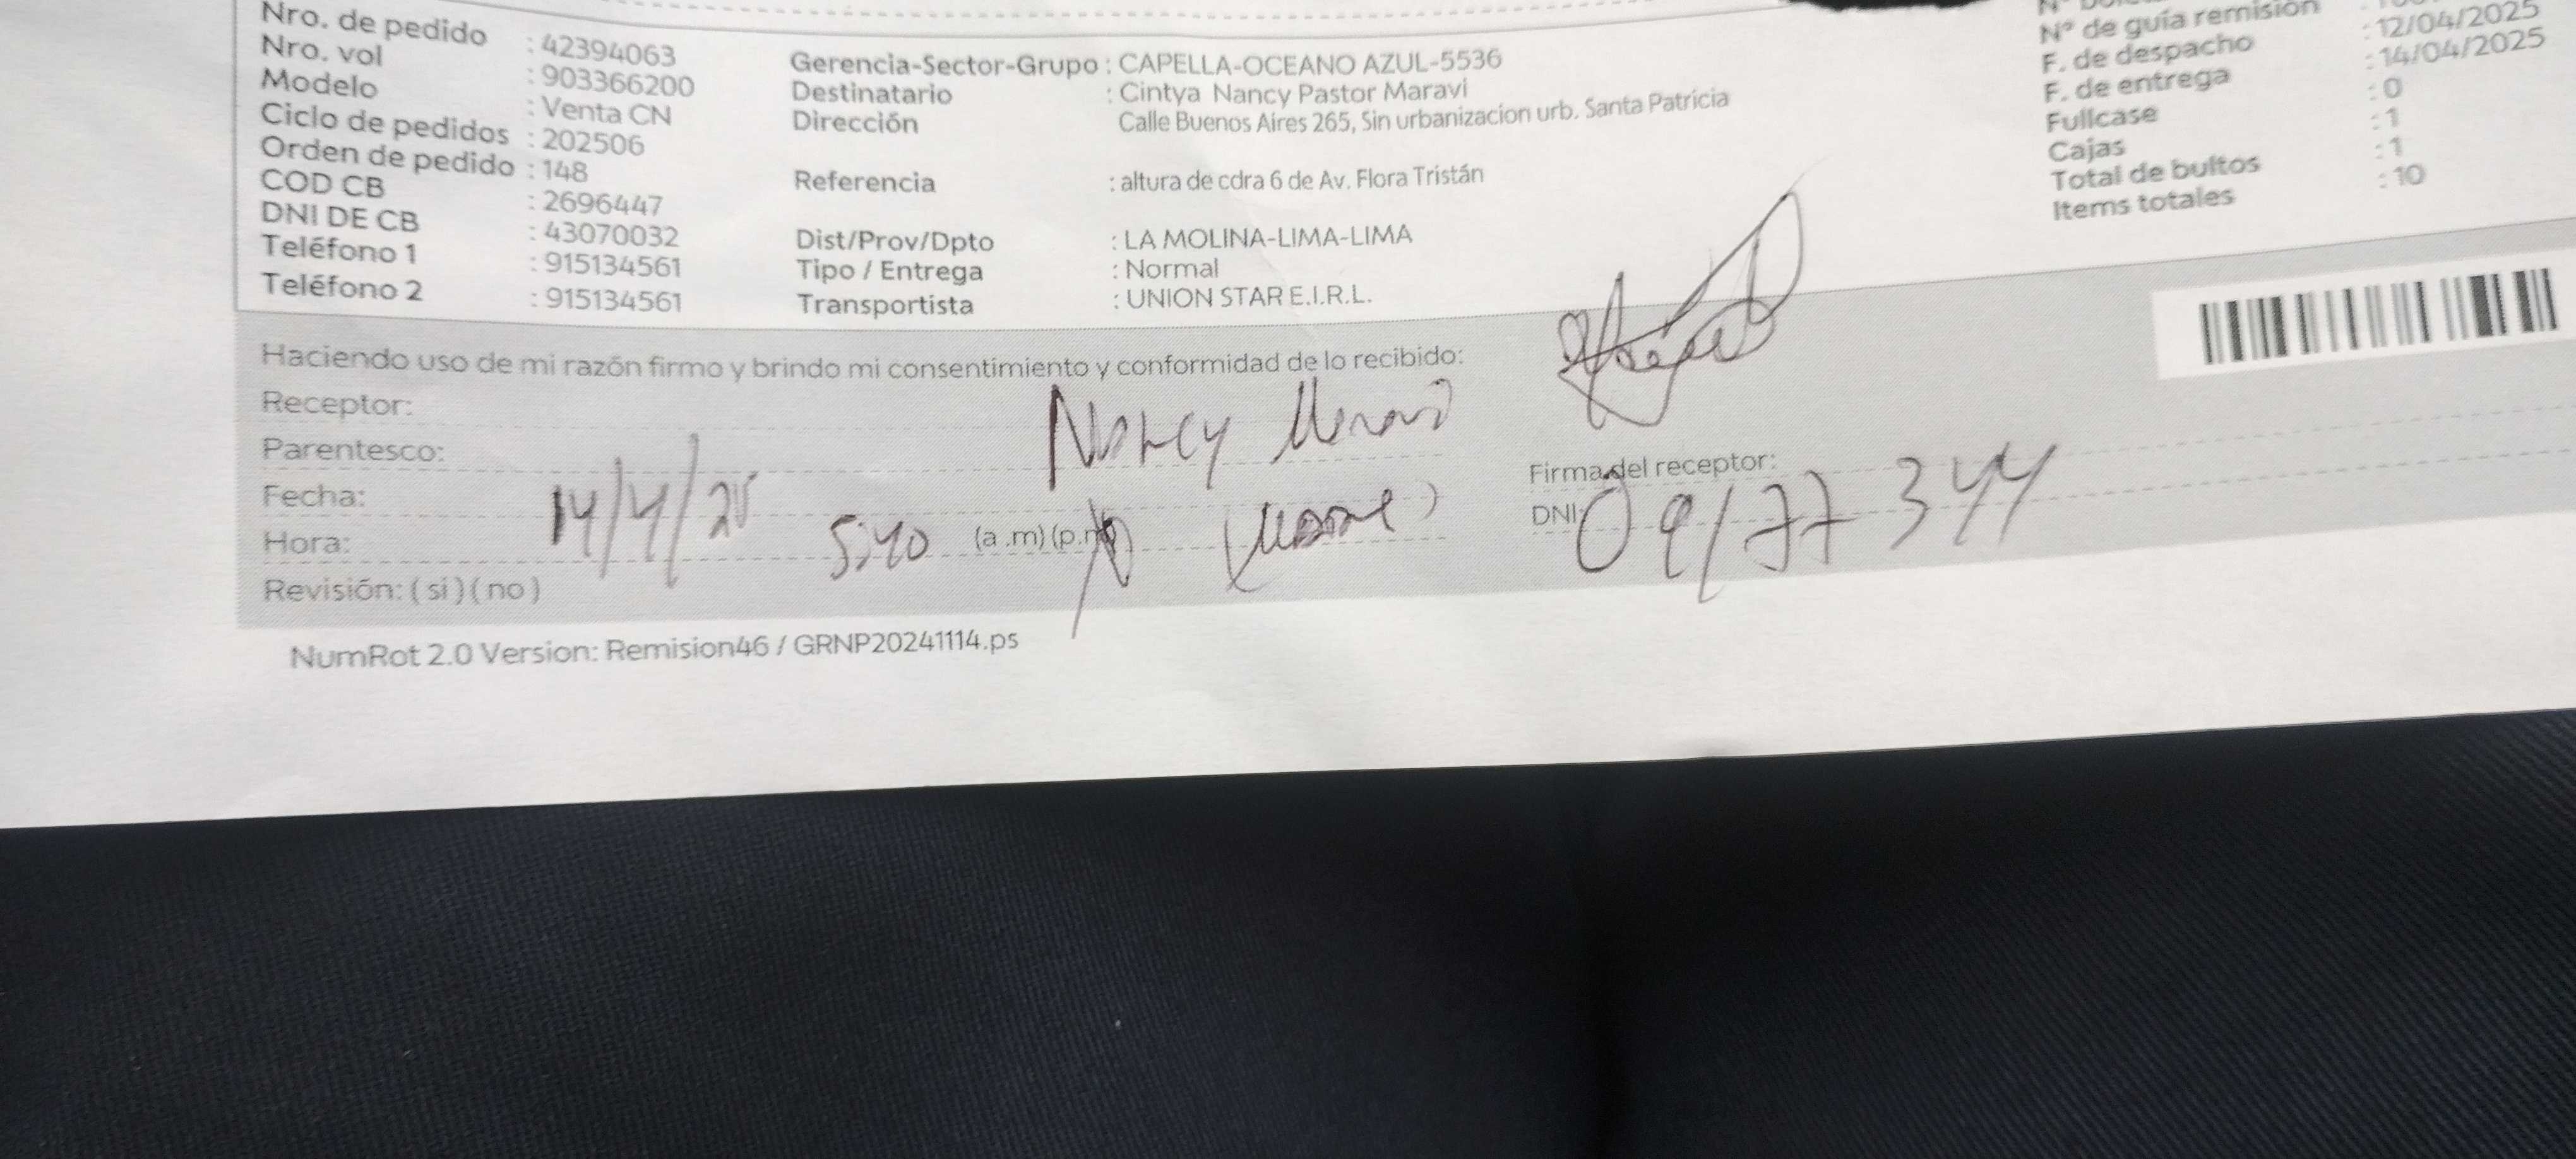 Nro. de pedido : 42394063
Nro. vol : 903366200
Modelo : Venta CN
Ciclo de pedidos : 202506
Orden de pedido : 148
COD CB : 2696447
DNI DE CB : 43070032
Teléfono 1 : 915134561
Teléfono 2 : 915134561
Gerencia-Sector-Grupo : CAPELLA-OCEANO AZUL-5536
Destinatario : Cintya Nancy Pastor Maravi
Dirección Calle Buenos Aires 265, Sin urbanizacion urb. Santa Patricia
Referencia : altura de cdra 6 de Av. Flora Tristán
Dist/Prov/Dpto : LA MOLINA-LIMA-LIMA
Tipo / Entrega : Normal
Transportista : UNION STAR E.I.R.L.
N° de guía remisión
F. de despacho : 12/04/2025
F. de entrega : 14/04/2025
Fullcase : 0
Cajas : 1
Total de bultos : 1
Items totales : 10
Haciendo uso de mi razón firmo y brindo mi consentimiento y conformidad de lo recibido:
Receptor: Nancy Maravi
Parentesco:
Fecha: 14/4/25
Hora: 5:40 (a.m) (p.m)
Revisión: ( si ) ( no )
Firma del receptor:
DNI: 09177344
NumRot 2.0 Version: Remision46 / GRNP20241114.ps